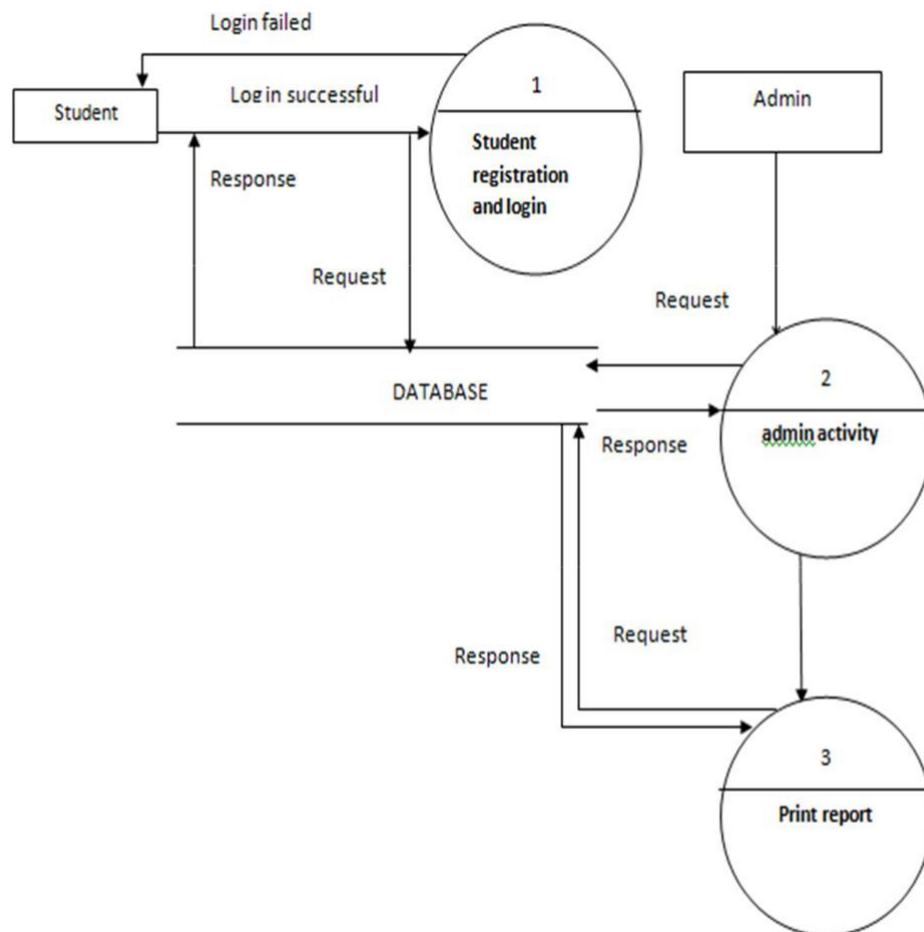 Login failed
1
Admin
Log in successful
Student
Student
registration
and login
Response
Request
Request
2
DATABASE
admin activity
Response
Request
Response
3
Print report